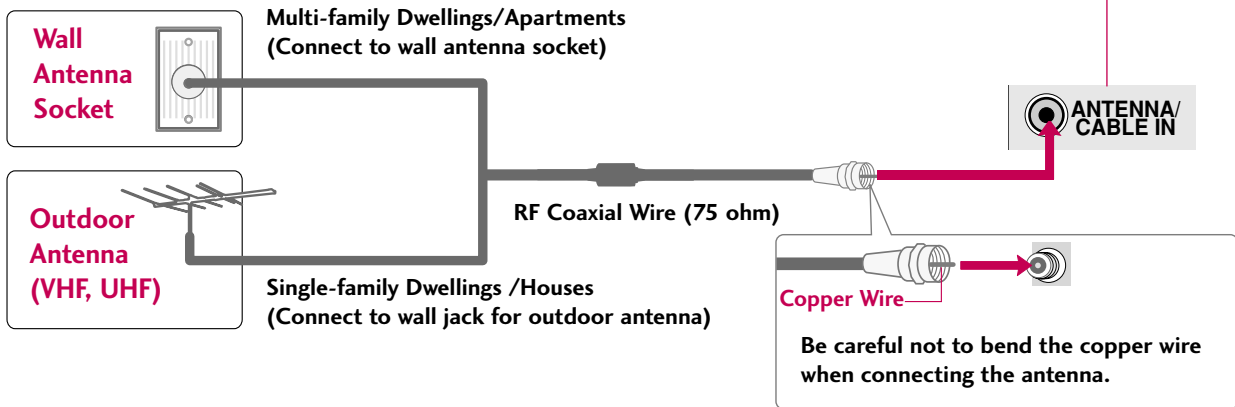 Wall
Antenna
Socket
Multi-family Dwellings/Apartments
(Connect to wall antenna socket)
ANTENNA/
CABLE IN
Outdoor
Antenna
(VHF, UHF)
RF Coaxial Wire (75 ohm)
Single-family Dwellings /Houses
(Connect to wall jack for outdoor antenna)
Copper Wire
Be careful not to bend the copper wire
when connecting the antenna.